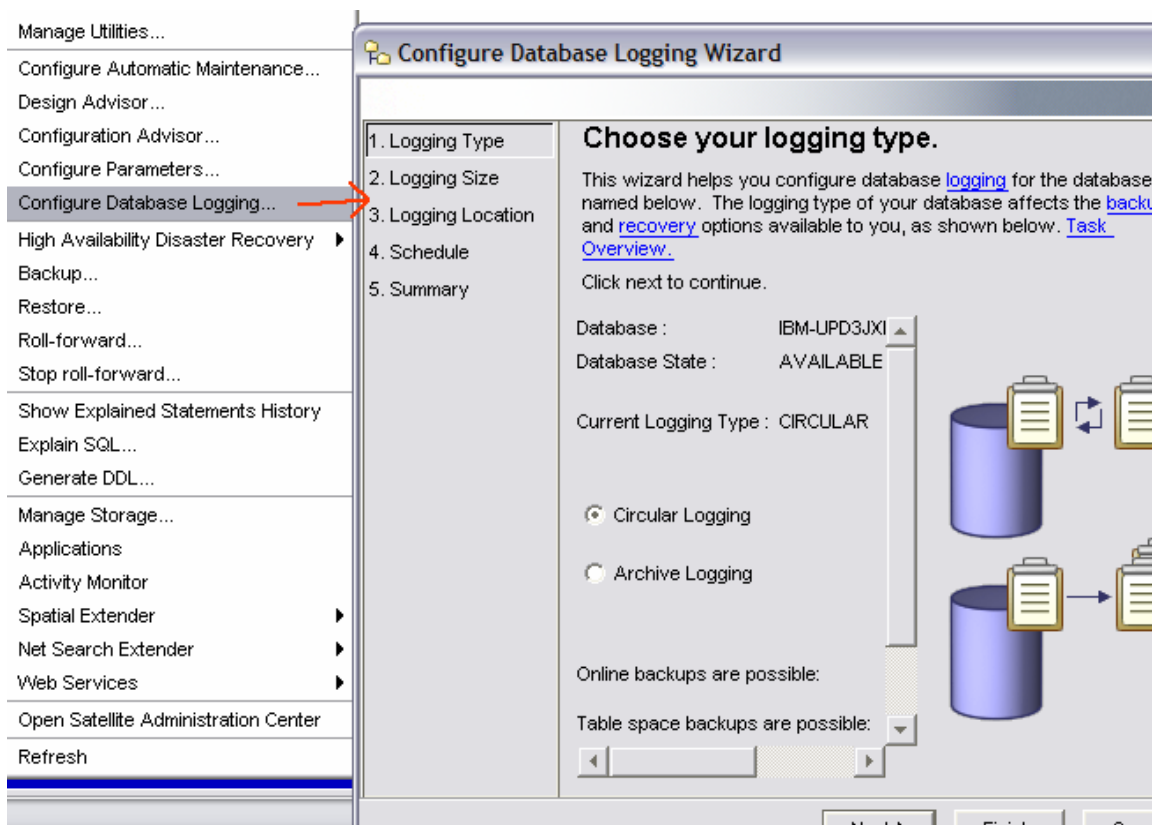 Manage Utilities...
Configure Automatic Maintenance...
Design Advisor...
Configuration Advisor...
Configure Parameters...
Configure Database Logging...
High Availability Disaster Recovery
Backup...
Restore...
Roll-forward...
Stop roll-forward...
Show Explained Statements History
Explain SQL...
Generate DDL...
Manage Storage...
Applications
Activity Monitor
Spatial Extender
Net Search Extender
Web Services
Open Satellite Administration Center
Refresh
Configure Database Logging Wizard
1. Logging Type
2. Logging Size
3. Logging Location
4. Schedule
5. Summary
Choose your logging type.
This wizard helps you configure database logging for the database
named below. The logging type of your database affects the
and recovery options available to you, as shown below. Task
Overview.
Click next to continue.
Database : IBM-UPD3JX
Database State : AVAILABLE
Current Logging Type : CIRCULAR
Circular Logging
Archive Logging
Online backups are possible:
Table space backups are possible: